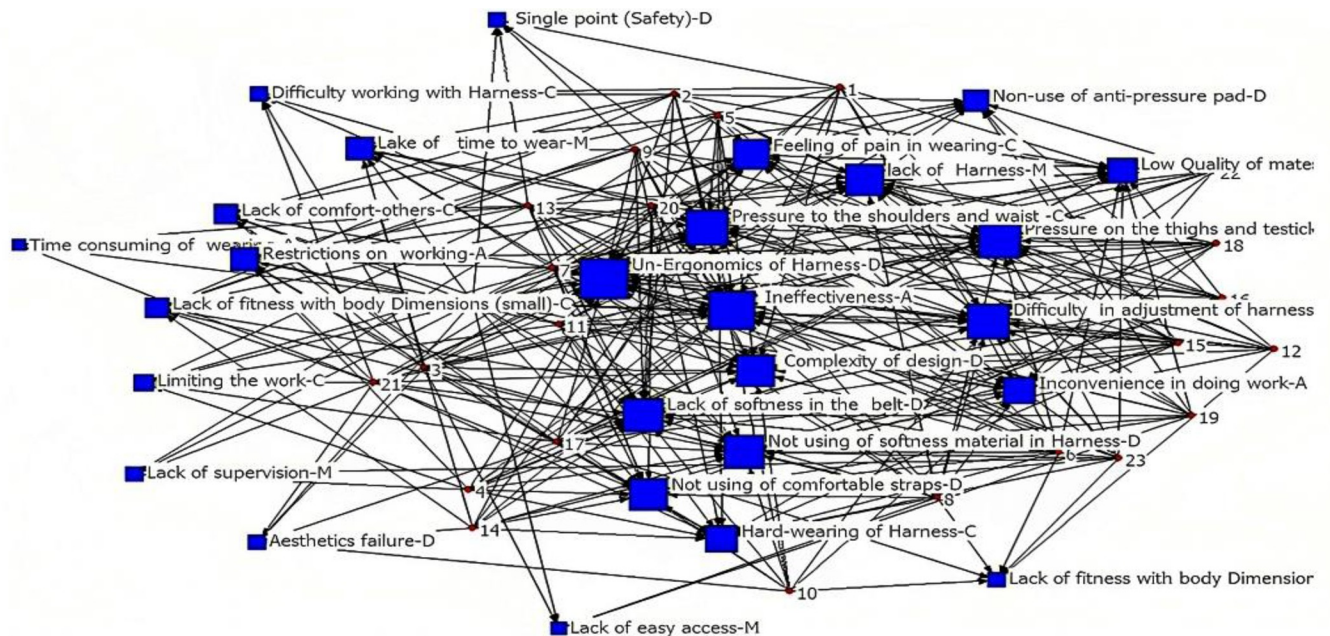 Single point (Safety)-D
Difficulty working with Harness-C
2
1
Non-use of anti-pressure pad-D
5
Lake of time to wear-M
9
Feeling of pain in wearing-C
lack of Harness-M
Low Quality of mate
22
Lack of comfort-others-C
13
20
Pressure to the shoulders and waist -C
Pressure on the thighs and testick
18
Time consuming of
Restrictions on working-A
7
Un-Ergonomics of Harness-D
16
Lack of fitness with body Dimensions (small)-C
Ineffectiveness-A
Difficulty in adjustment of harness
11
15
12
3
Complexity of design-D
Limiting the work-C
21
Inconvenience in doing work-A
Lack of softness in the belt-D
19
17
Not using of softness material in Harness-D
6
23
Lack of supervision-M
4
Not using of comfortable straps-D
8
14
Hard-wearing of Harness-C
Aesthetics failure-D
Lack of fitness with body Dimension
10
Lack of easy access-M